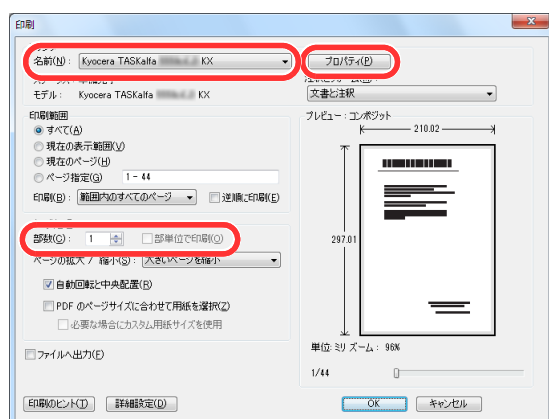 印刷
名前(N): Kyocera TASKalfa KX
プロパティ(P)
モデル: Kyocera TASKalfa KX
文書と注釈
印刷範囲
すべて(A)
現在の表示範囲(V)
現在のページ(H)
ページ指定(G) 1 - 44
印刷(B): 範囲内のすべてのページ
逆順に印刷(E)
部数(C): 1
部単位で印刷(O)
ページの拡大 / 縮小(S): 大きいページを縮小
自動回転と中央配置(R)
PDF のページサイズに合わせて用紙を選択(Z)
必要な場合にカスタム用紙サイズを使用
ファイルへ出力(F)
プレビュー: コンポジット
210.02
297.01
単位: ミリ ズーム: 96%
1/44
印刷のヒント(T)
詳細設定(D)
OK
キャンセル